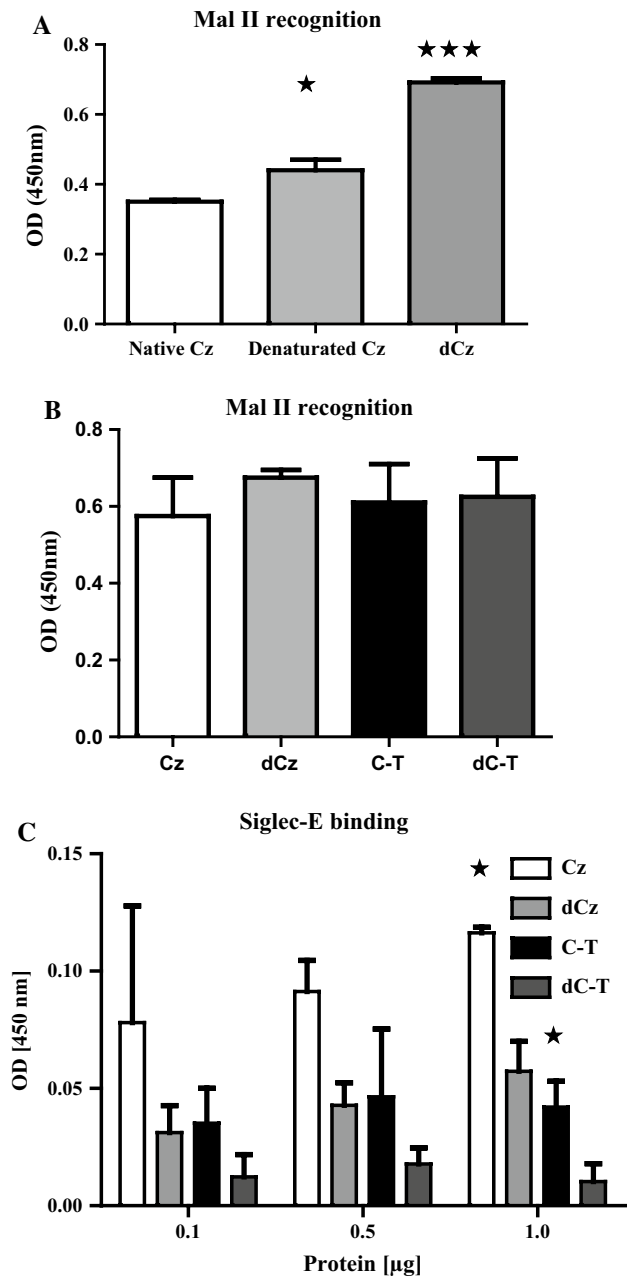 A
Mal II recognition
★
★★★
OD (450nm)
0.8
0.6
0.4
0.2
0.0
Native Cz
Denaturated Cz
dCz
B
Mal II recognition
OD (450nm)
0.8
0.6
0.4
0.2
0.0
Cz
dCz
C-T
dC-T
C
Siglec-E binding
OD [450 nm]
0.15
0.10
0.05
0.00
★
★
Cz
dCz
C-T
dC-T
0.1
0.5
1.0
Protein [µg]